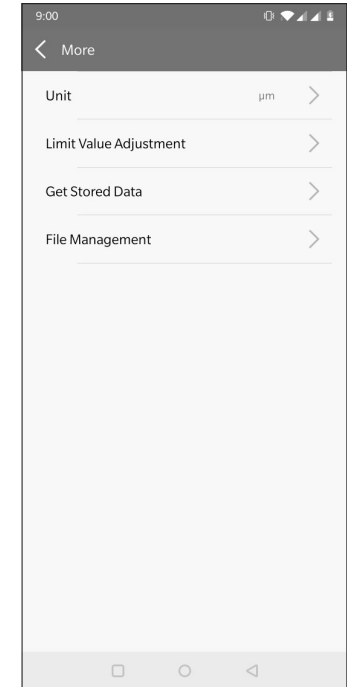 9:00
More
Unit μm
Limit Value Adjustment
Get Stored Data
File Management